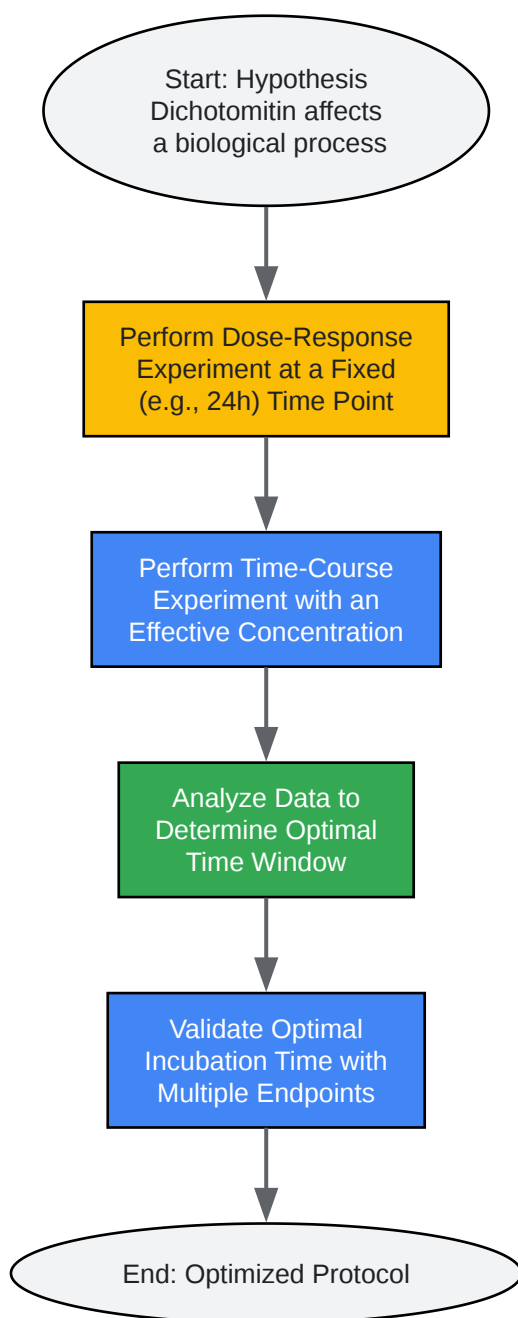 Start: Hypothesis
Dichotomitin affects
a biological process
Perform Dose-Response
Experiment at a Fixed
(e.g., 24h) Time Point
Perform Time-Course
Experiment with an
Effective Concentration
Analyze Data to
Determine Optimal
Time Window
Validate Optimal
Incubation Time with
Multiple Endpoints
End: Optimized Protocol